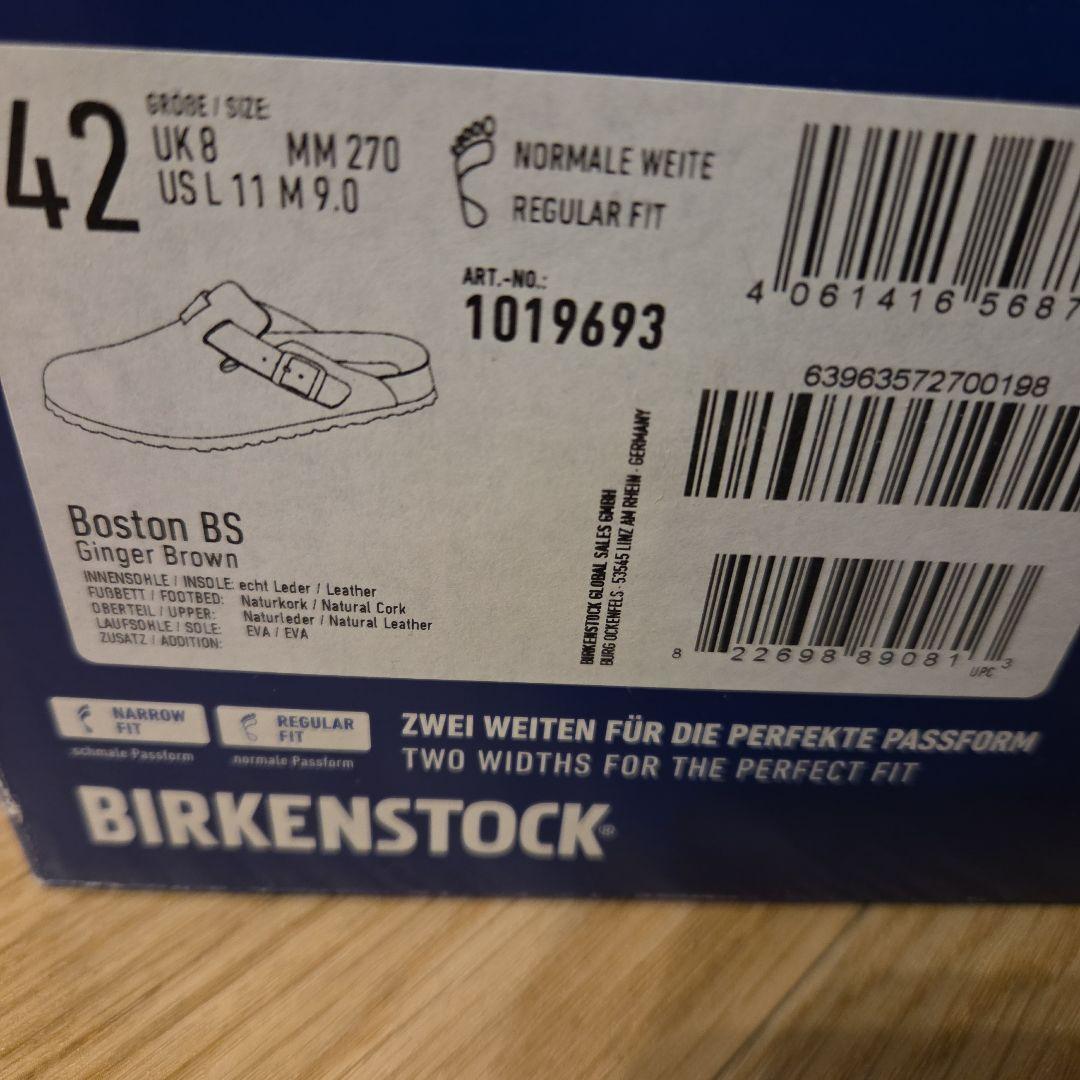 42
GRÖßE / SIZE:
UK 8 MM 270
US L 11 M 9.0
NORMALE WEITE
REGULAR FIT
ART.-NO.:
1019693
4 061416 5687
63963572700198
BIRKENSTOCK GLOBAL SALES GMBH
BURG OCKENFELS · 53545 LINZ AM RHEIN · GERMANY
8 22698 89081 3
UPC
Boston BS
Ginger Brown
INNENSOHLE / INSOLE: echt Leder / Leather
FUßBETT / FOOTBED: Naturkork / Natural Cork
OBERTEIL / UPPER: Naturleder / Natural Leather
LAUFSOHLE / SOLE: EVA / EVA
ZUSATZ / ADDITION:
NARROW
FIT
schmale Passform
REGULAR
FIT
normale Passform
ZWEI WEITEN FÜR DIE PERFEKTE PASSFORM
TWO WIDTHS FOR THE PERFECT FIT
BIRKENSTOCK®